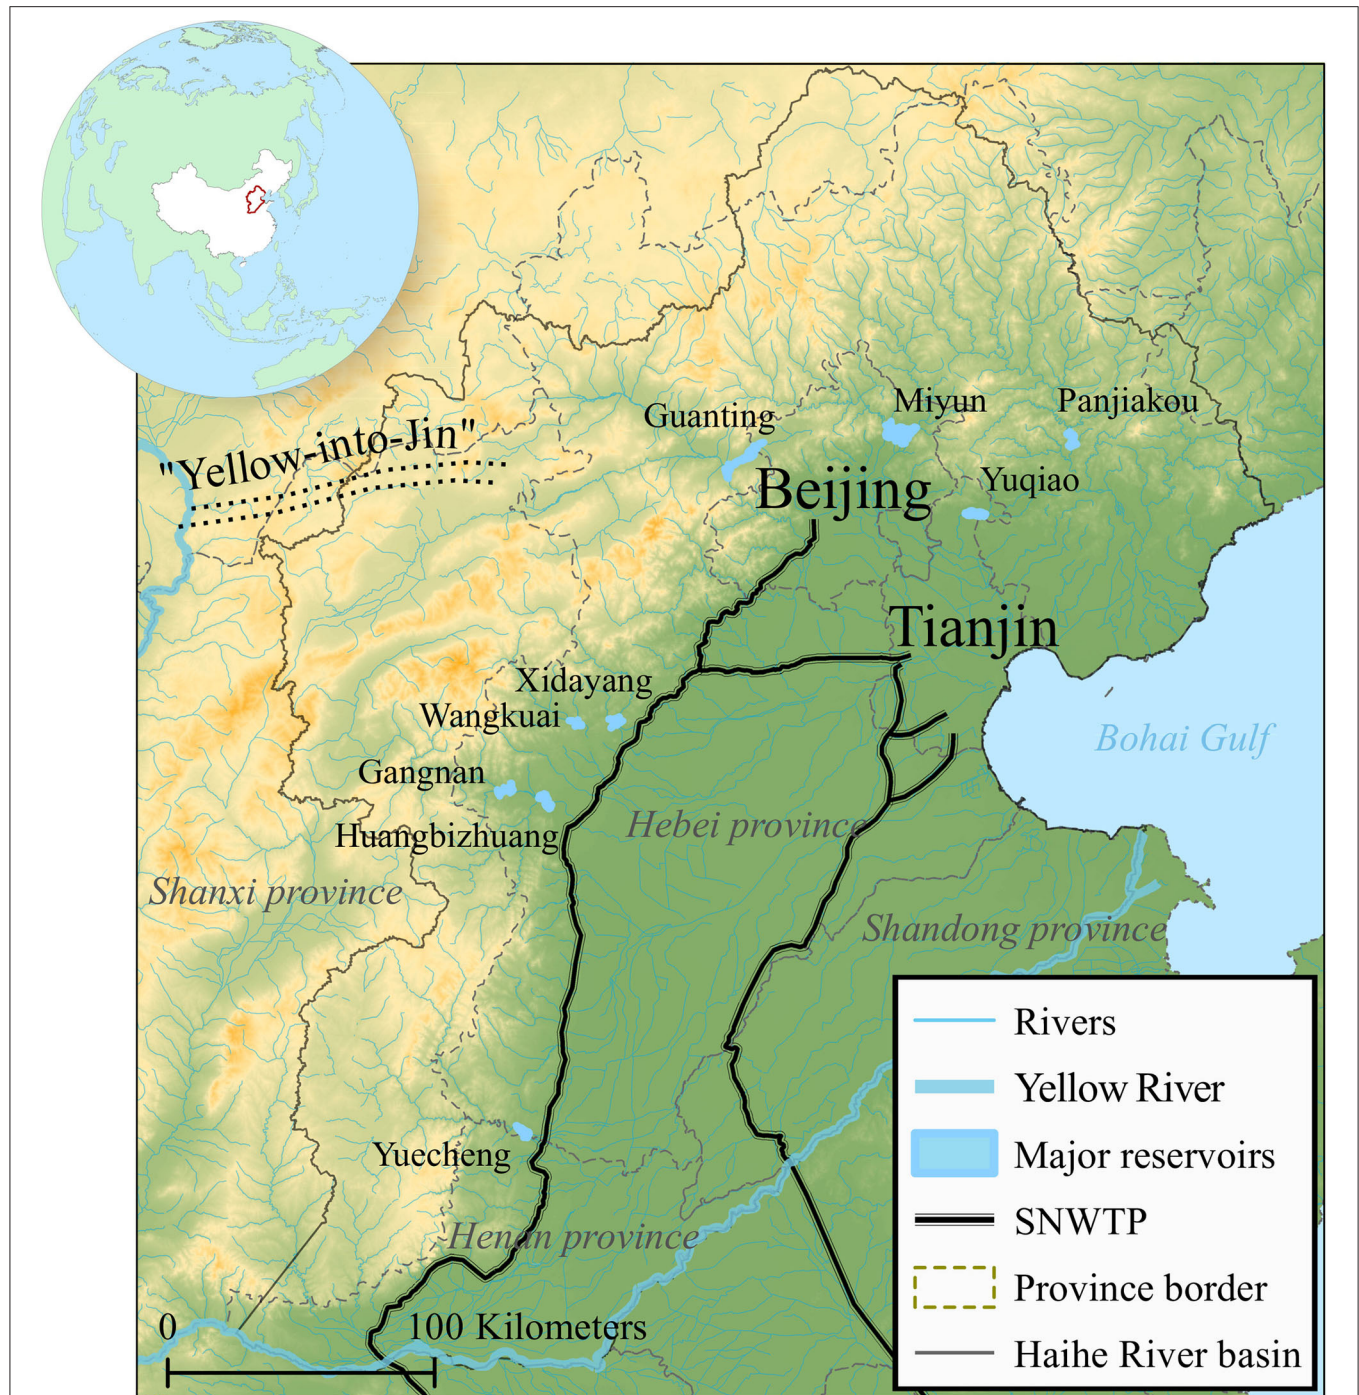 Guanting
Miyun
Panjiakou
"Yellow-into-Jin"
Beijing
Yuqiao
Tianjin
Xidayang
Wangkuai
Bohai Gulf
Gangnan
Hebei province
Huangbizhuang
Shanxi province
Shandong province
Yuecheng
Henan province
0
100 Kilometers
Rivers
Yellow River
Major reservoirs
SNWTP
Province border
Haihe River basin